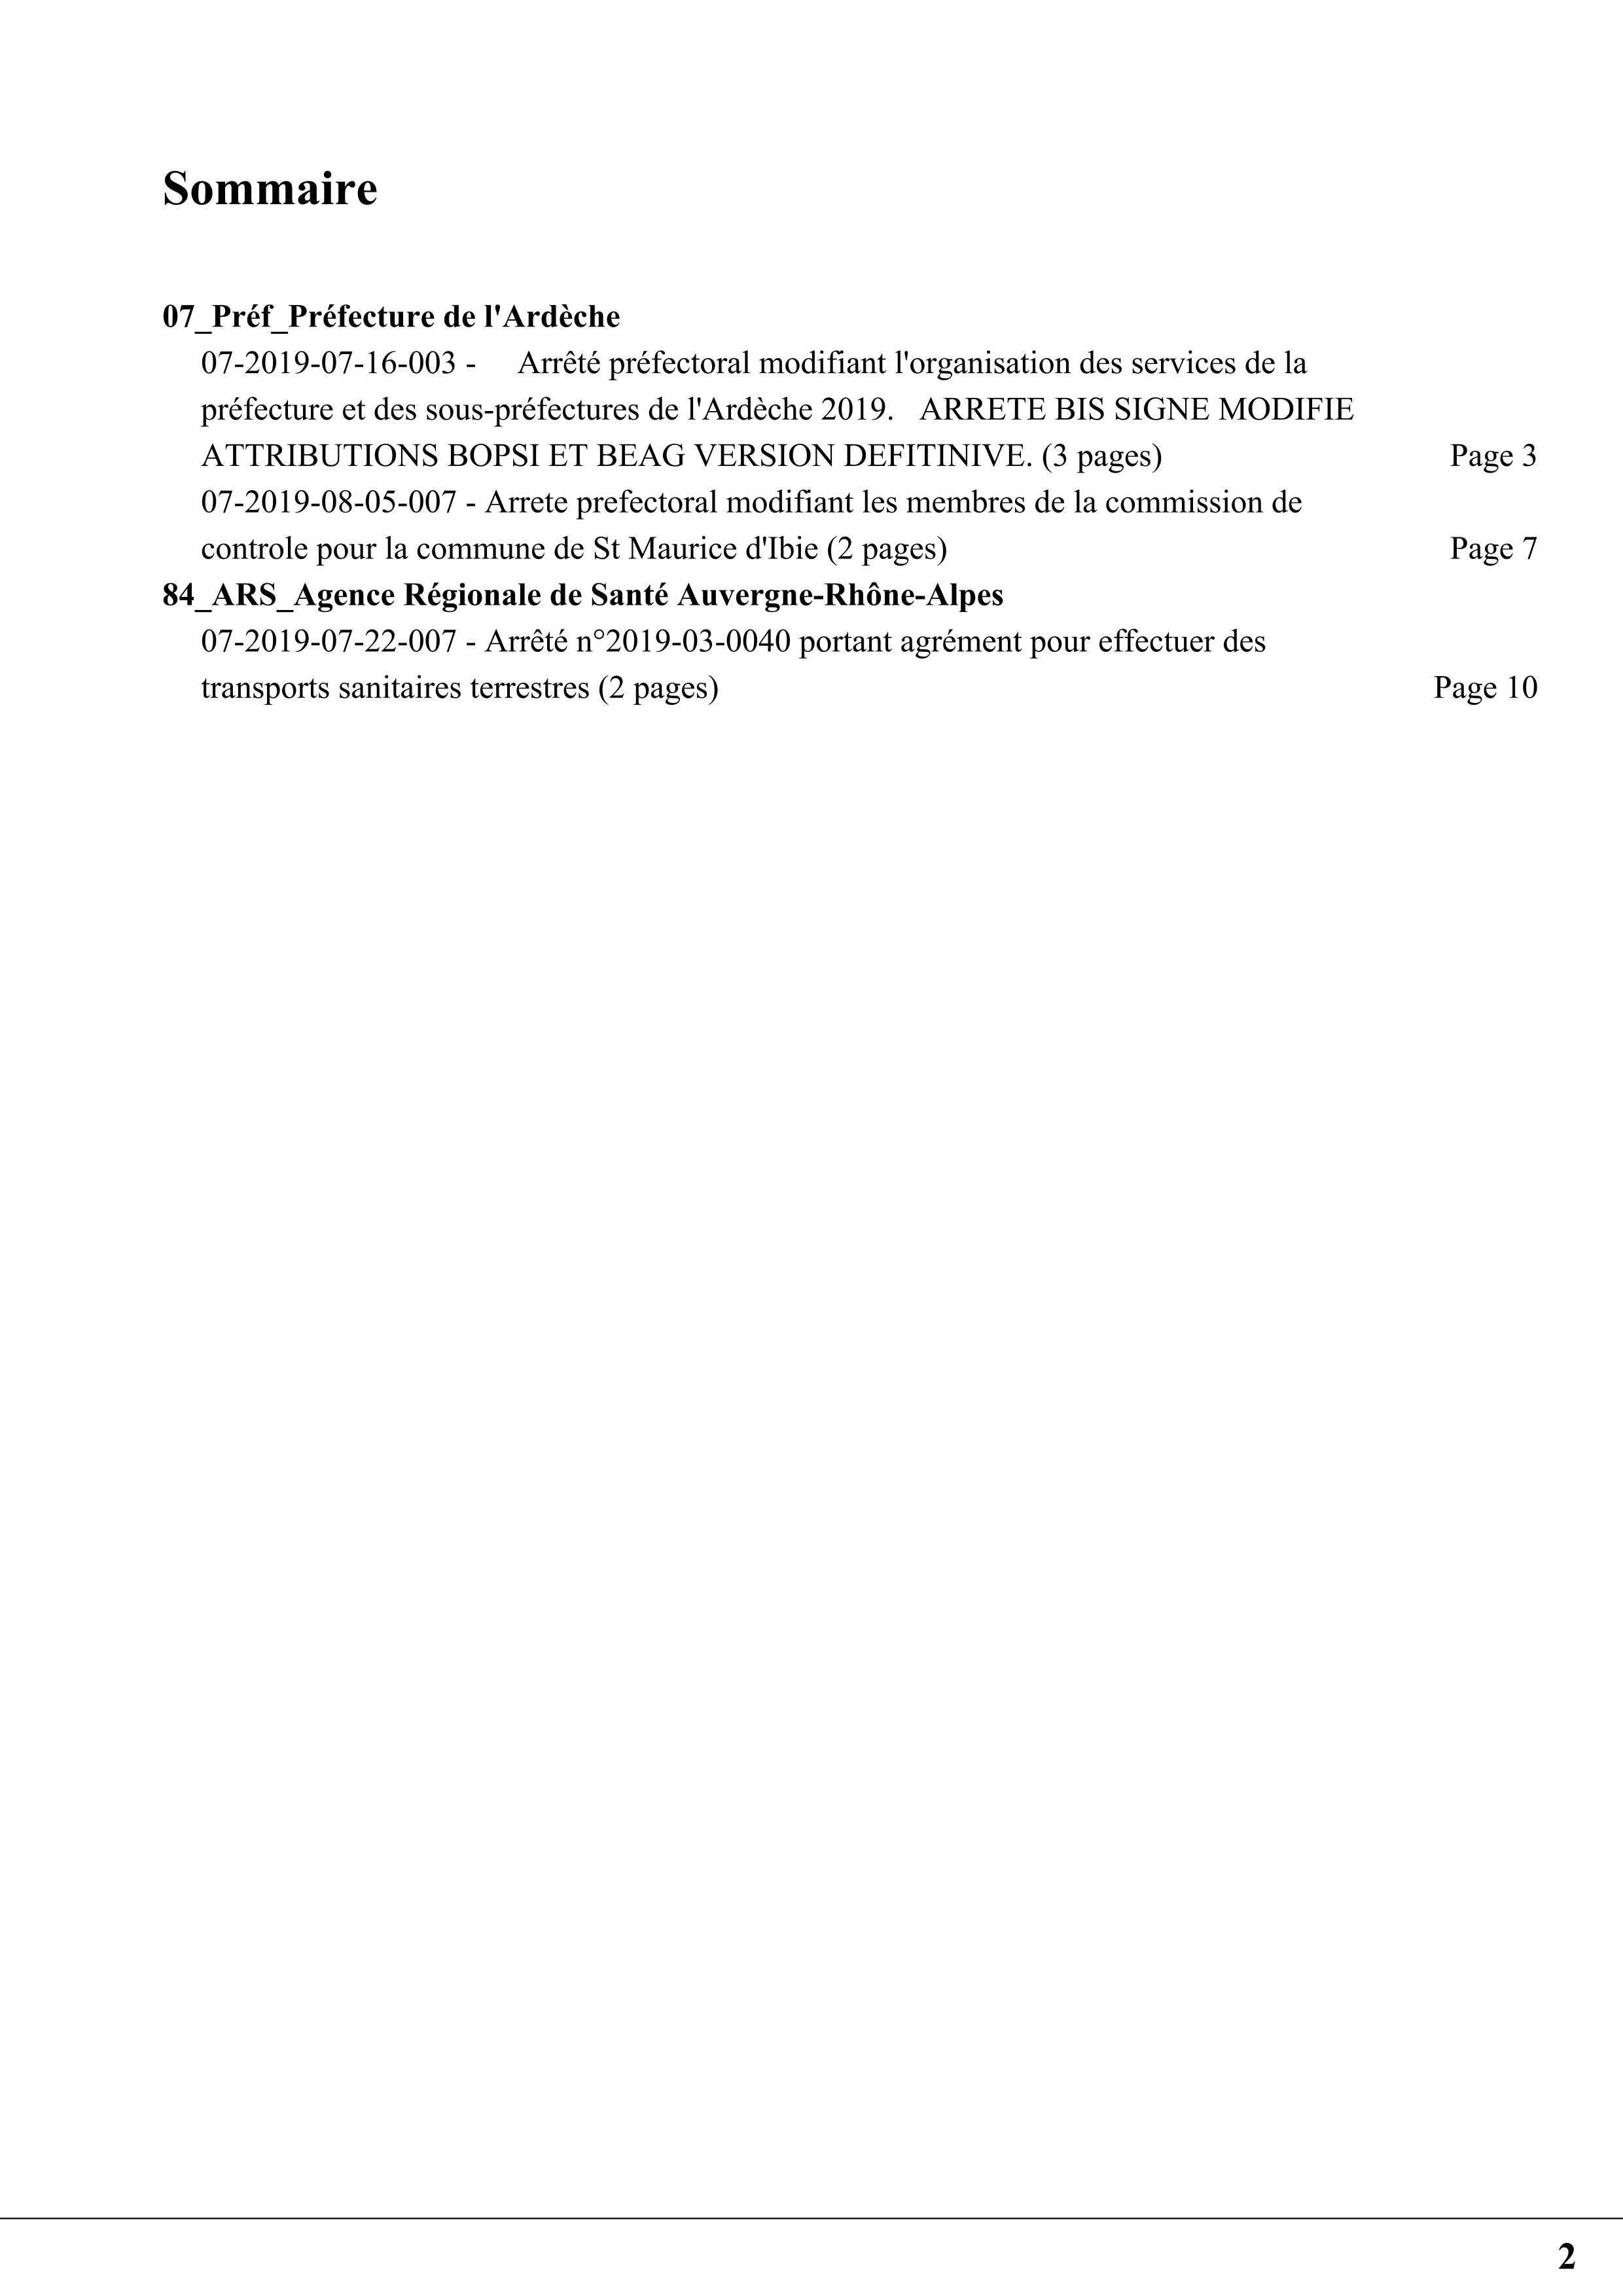 Sommaire
07_Préf_Préfecture de l'Ardèche
07-2019-07-16-003 - Arrêté préfectoral modifiant l'organisation des services de la
préfecture et des sous-préfectures de l'Ardèche 2019. ARRETE BIS SIGNE MODIFIE
ATTRIBUTIONS BOPSI ET BEAG VERSION DEFITINIVE. (3 pages) Page 3
07-2019-08-05-007 - Arrete prefectoral modifiant les membres de la commission de
controle pour la commune de St Maurice d'Ibie (2 pages) Page 7
84_ARS_Agence Régionale de Santé Auvergne-Rhône-Alpes
07-2019-07-22-007 - Arrêté n°2019-03-0040 portant agrément pour effectuer des
transports sanitaires terrestres (2 pages) Page 10
2